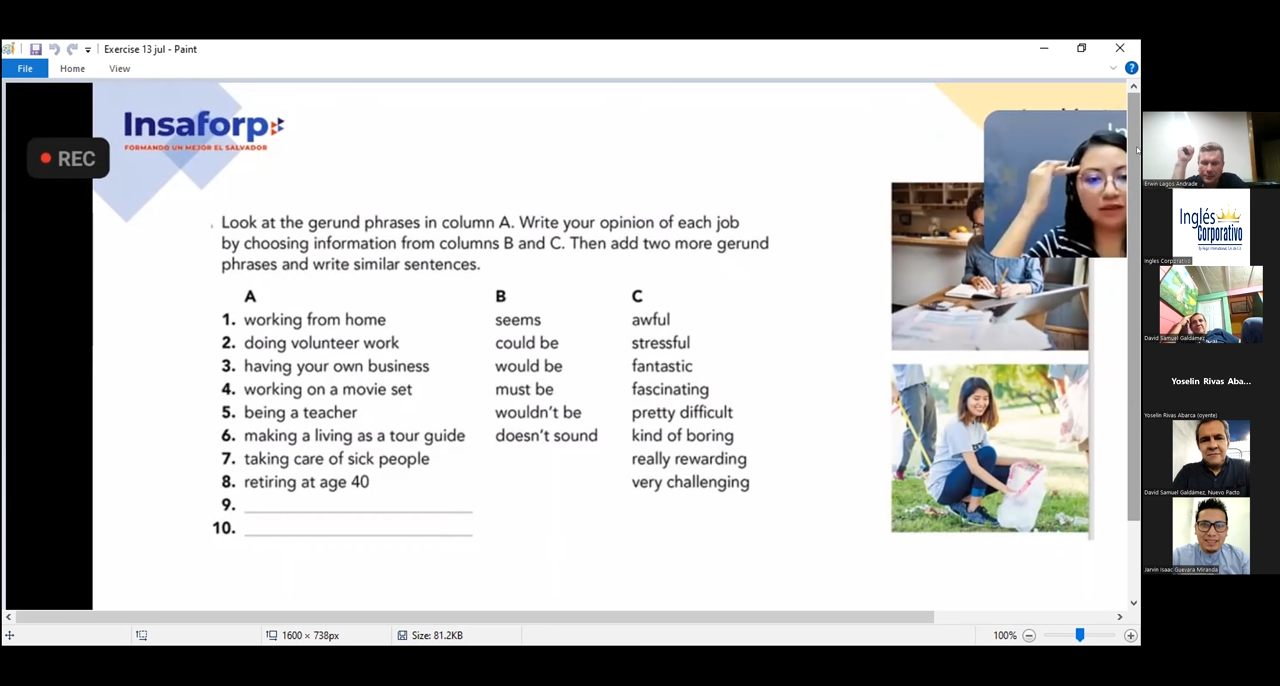 Exercise 13 jul - Paint
File Home View
Insaforp
FORMANDO UN MEJOR EL SALVADOR
REC
Look at the gerund phrases in column A. Write your opinion of each job
by choosing information from columns B and C. Then add two more gerund
phrases and write similar sentences.
A B C
1. working from home seems awful
2. doing volunteer work could be stressful
3. having your own business would be fantastic
4. working on a movie set must be fascinating
5. being a teacher wouldn't be pretty difficult
6. making a living as a tour guide doesn't sound kind of boring
7. taking care of sick people really rewarding
8. retiring at age 40 very challenging
9.
10.
1600 × 738px Size: 81.2KB 100%
Erwin Lagos Andrade
Inglés
Corporativo
Inglés Corporativo
David Samuel Galdámez
Yoselin Rivas Aba...
Yoselin Rivas Abarca (oyente)
David Samuel Galdámez, Nuevo Pacto
Jarvin Isaac Guevara Miranda